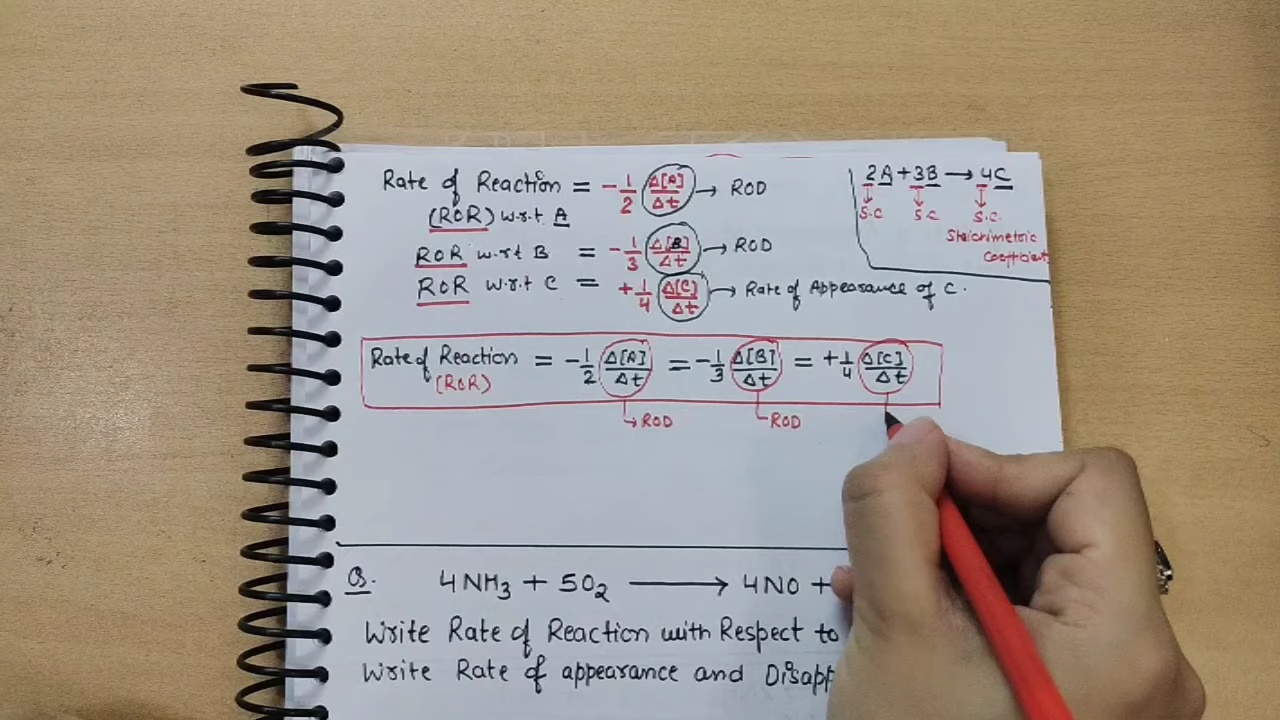 Rate of Reaction = -1/2 Δ[A]/Δt → ROD
(ROR) w.r.t A
ROR w.r.t B = -1/3 Δ[B]/Δt → ROD
ROR w.r.t C = +1/4 Δ[C]/Δt → Rate of Appearance of C.
2A + 3B → 4C
S.C S.C S.C.
Stoichimetric
Coefficient
Rate of Reaction = -1/2 Δ[A]/Δt = -1/3 Δ[B]/Δt = +1/4 Δ[C]/Δt
(ROR)
→ROD ROD
Q. 4NH₃ + 5O₂ → 4NO +
Write Rate of Reaction with Respect to
Write Rate of appearance and